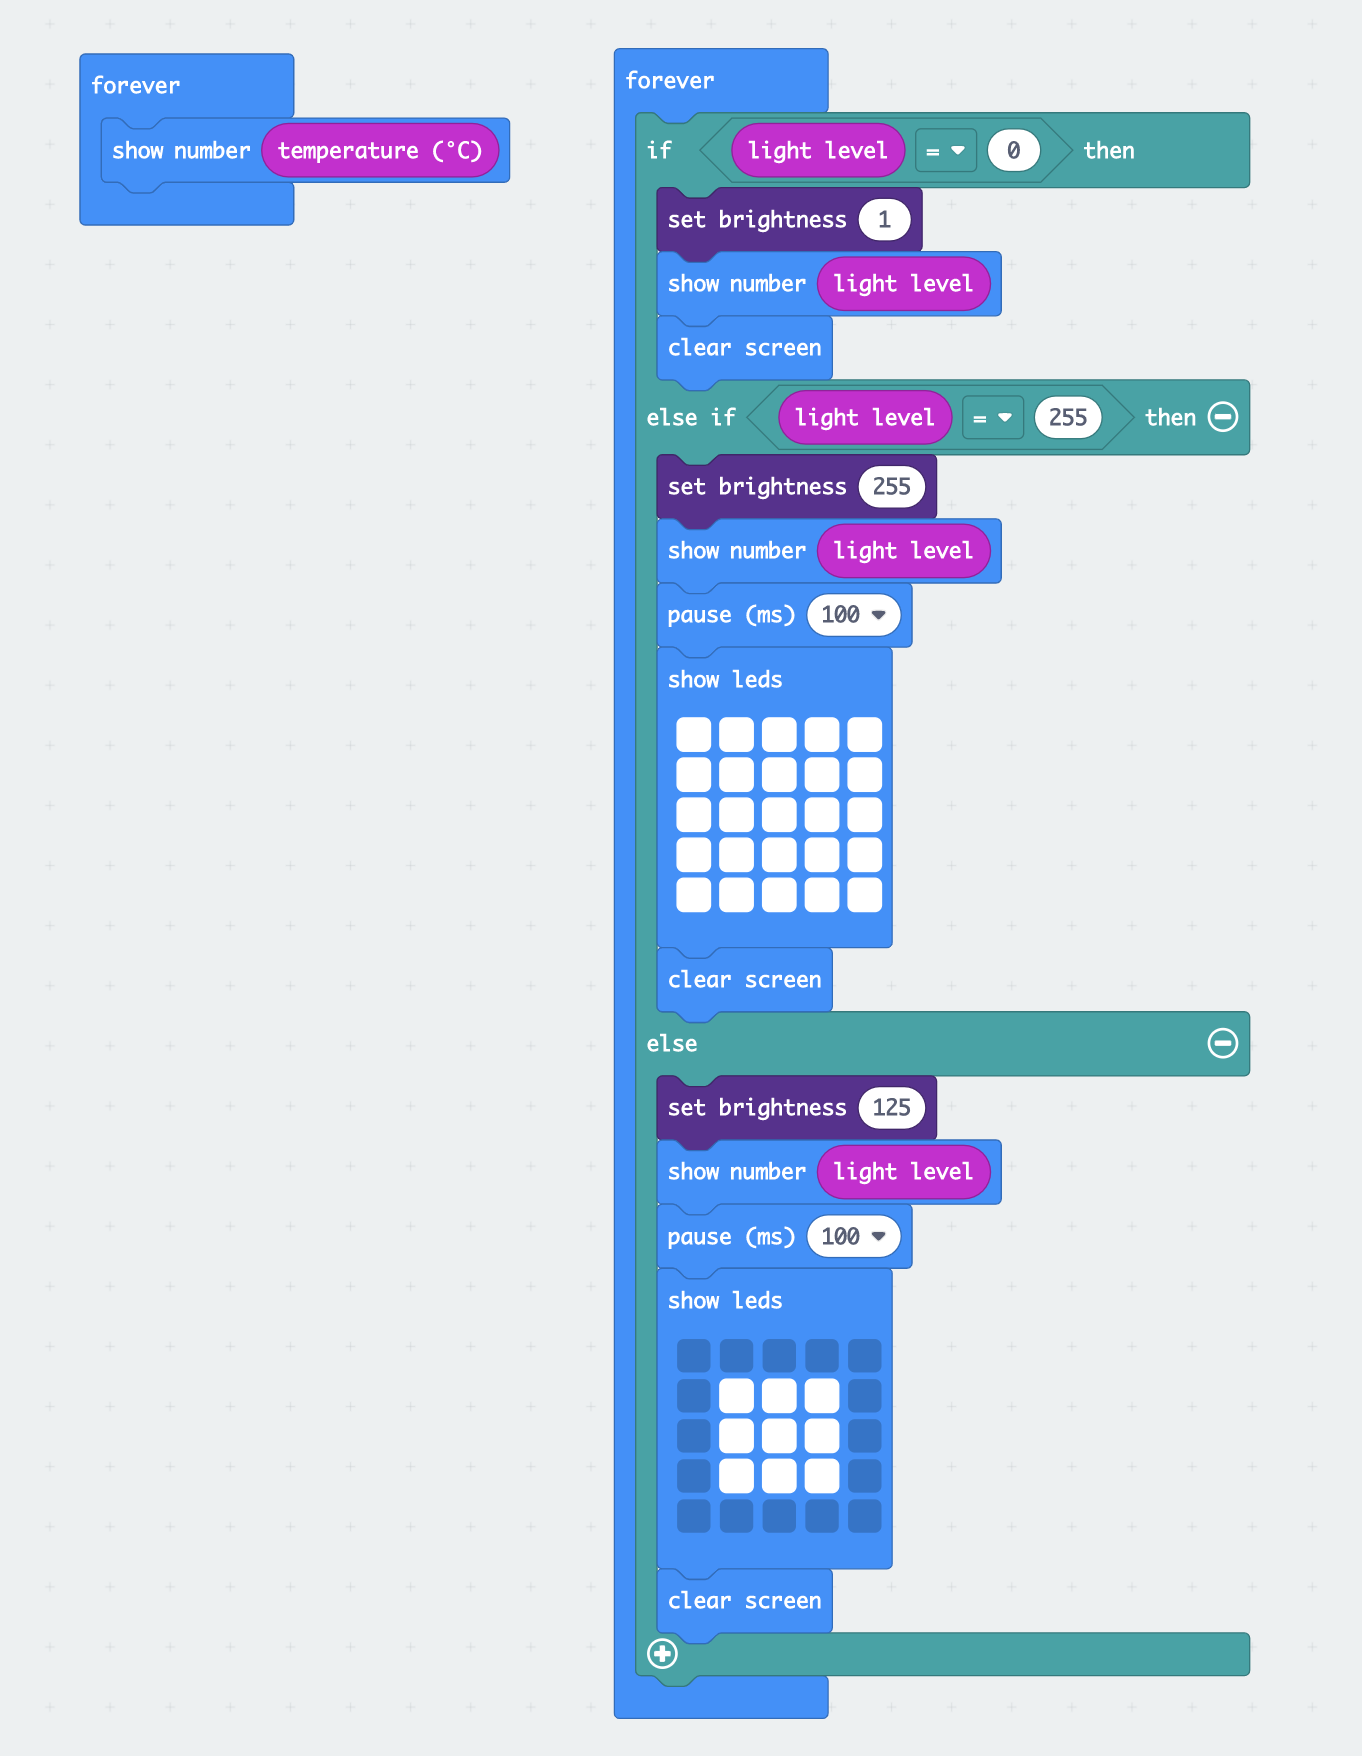 forever
show number temperature (°C)
forever
if light level = 0 then
set brightness 1
show number light level
clear screen
else if light level = 255 then
set brightness 255
show number light level
pause (ms) 100
show leds
clear screen
else
set brightness 125
show number light level
pause (ms) 100
show leds
clear screen